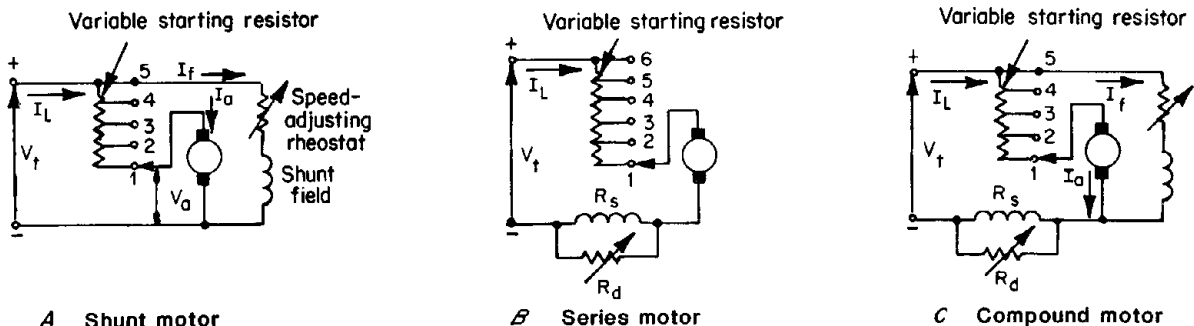 Variable starting resistor
+
5
I_f
I_L
4
I_a
3
2
1
V_t
V_a
-
Speed-
adjusting
rheostat
Shunt
field
A Shunt motor
Variable starting resistor
+
6
5
4
3
2
1
V_t
R_s
-
R_d
B Series motor
Variable starting resistor
+
5
I_L
4
I_f
3
2
1
V_t
I_a
R_s
-
R_d
C Compound motor